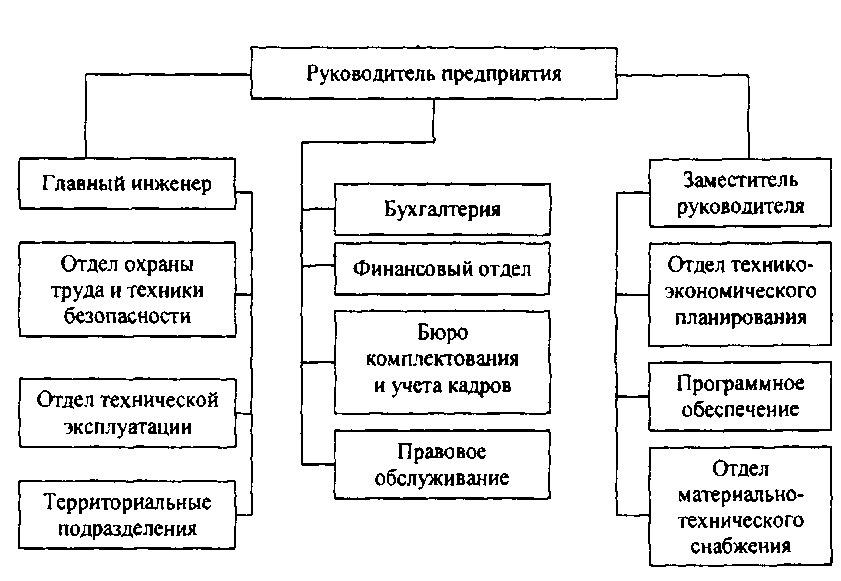 Руководитель предприятия
Главный инженер
Отдел охраны
труда и техники
безопасности
Отдел технической
эксплуатации
Территориальные
подразделения
Бухгалтерия
Финансовый отдел
Бюро
комплектования
и учета кадров
Правовое
обслуживание
Заместитель
руководителя
Отдел технико-
экономического
планирования
Программное
обеспечение
Отдел
материально-
технического
снабжения